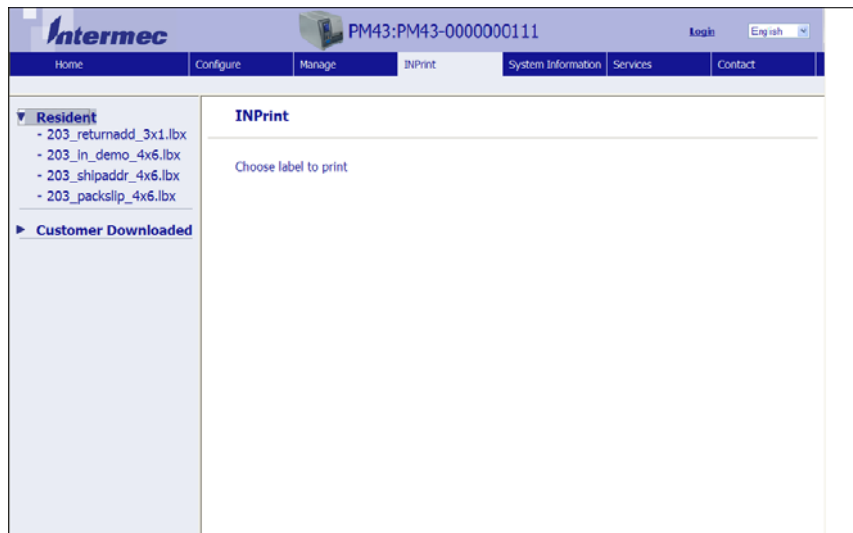 Intermec
PM43:PM43-0000000111
Login
English
Home Configure Manage INPrint System Information Services Contact
Resident
- 203_returnadd_3x1.lbx
- 203_in_demo_4x6.lbx
- 203_shipaddr_4x6.lbx
- 203_packslip_4x6.lbx
Customer Downloaded
INPrint
Choose label to print